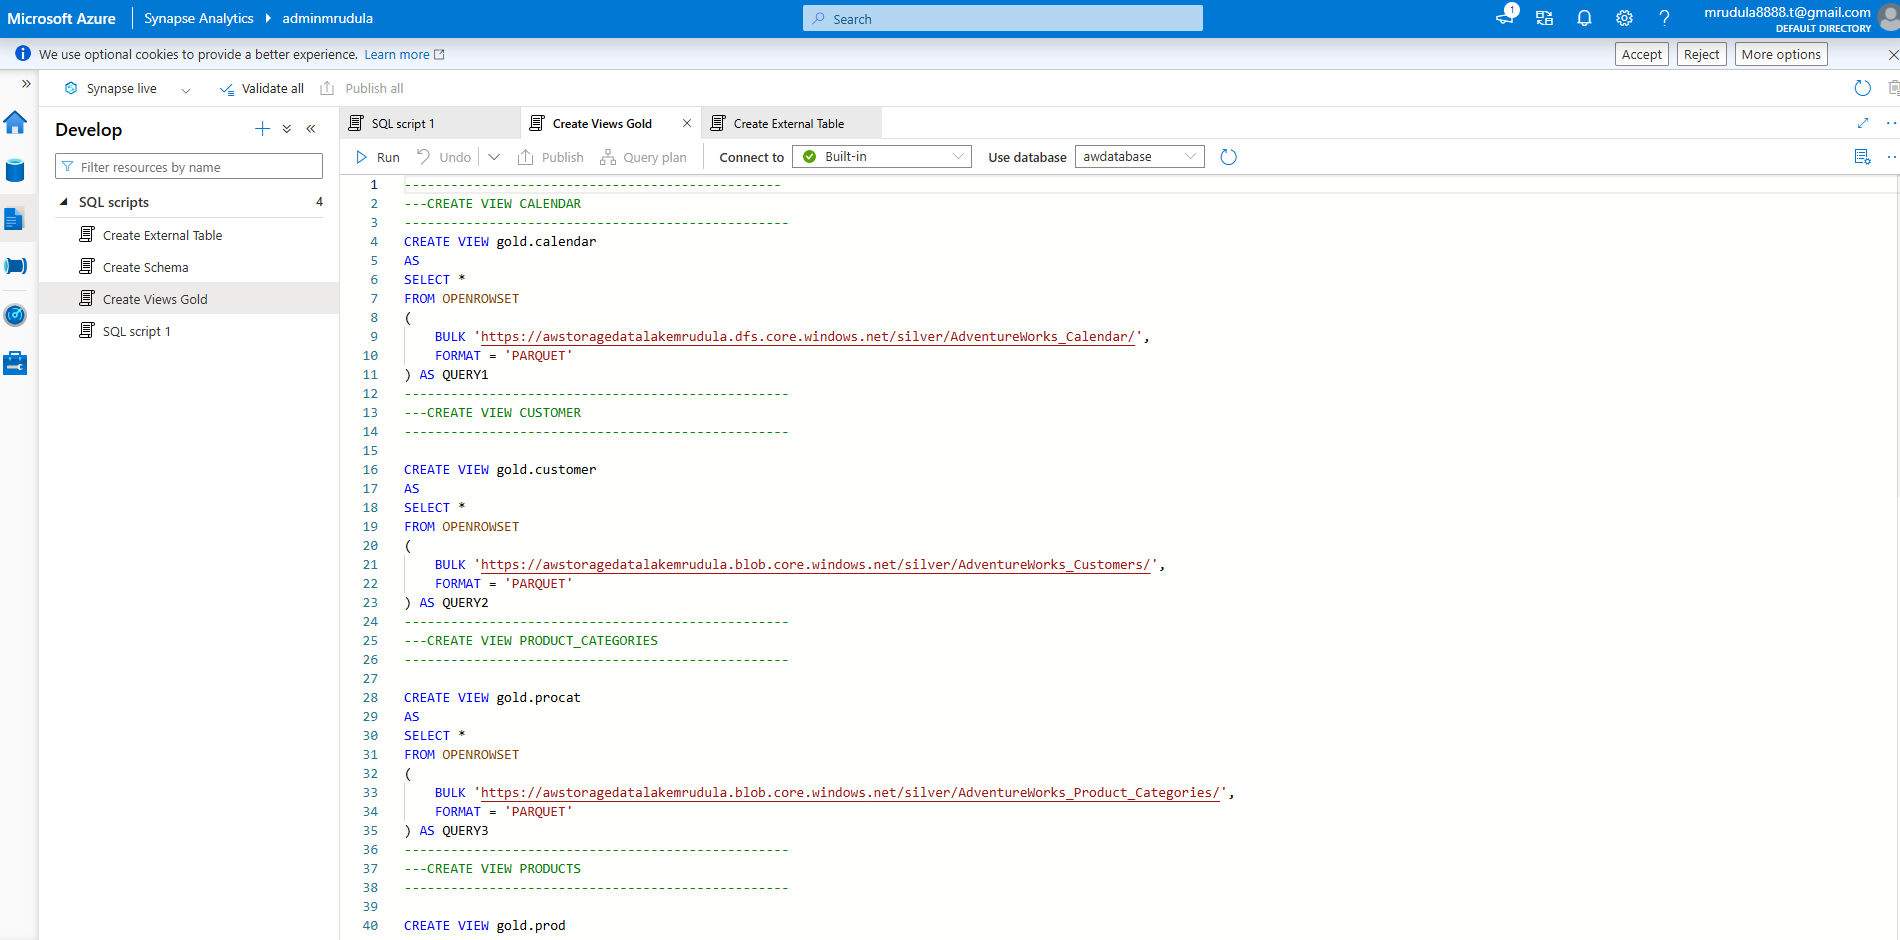 Microsoft Azure Synapse Analytics adminmrudula Search 1 mrudula8888.t@gmail.com
DEFAULT DIRECTORY
We use optional cookies to provide a better experience. Learn more Accept Reject More options
Synapse live Validate all Publish all
Develop
Filter resources by name
SQL scripts 4
Create External Table
Create Schema
Create Views Gold
SQL script 1
SQL script 1 Create Views Gold Create External Table
Run Undo Publish Query plan Connect to Built-in Use database awdatabase
1 -------------------------------------------------
2 ---CREATE VIEW CALENDAR
3 --------------------------------------------------
4 CREATE VIEW gold.calendar
5 AS
6 SELECT *
7 FROM OPENROWSET
8 (
9 BULK 'https://awstoragedatalakemrudula.dfs.core.windows.net/silver/AdventureWorks_Calendar/',
10 FORMAT = 'PARQUET'
11 ) AS QUERY1
12 --------------------------------------------------
13 ---CREATE VIEW CUSTOMER
14 --------------------------------------------------
15
16 CREATE VIEW gold.customer
17 AS
18 SELECT *
19 FROM OPENROWSET
20 (
21 BULK 'https://awstoragedatalakemrudula.blob.core.windows.net/silver/AdventureWorks_Customers/',
22 FORMAT = 'PARQUET'
23 ) AS QUERY2
24 --------------------------------------------------
25 ---CREATE VIEW PRODUCT_CATEGORIES
26 --------------------------------------------------
27
28 CREATE VIEW gold.procat
29 AS
30 SELECT *
31 FROM OPENROWSET
32 (
33 BULK 'https://awstoragedatalakemrudula.blob.core.windows.net/silver/AdventureWorks_Product_Categories/',
34 FORMAT = 'PARQUET'
35 ) AS QUERY3
36 --------------------------------------------------
37 ---CREATE VIEW PRODUCTS
38 --------------------------------------------------
39
40 CREATE VIEW gold.prod